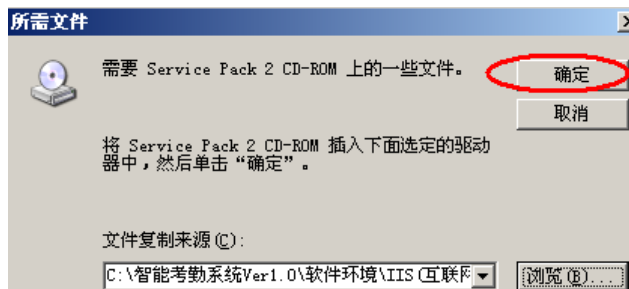 所需文件
需要 Service Pack 2 CD-ROM 上的一些文件。
确定
取消
将 Service Pack 2 CD-ROM 插入下面选定的驱动
器中，然后单击“确定”。
文件复制来源(C):
C:\智能考勤系统Ver1.0\软件环境\IIS(互联网
浏览(B)...